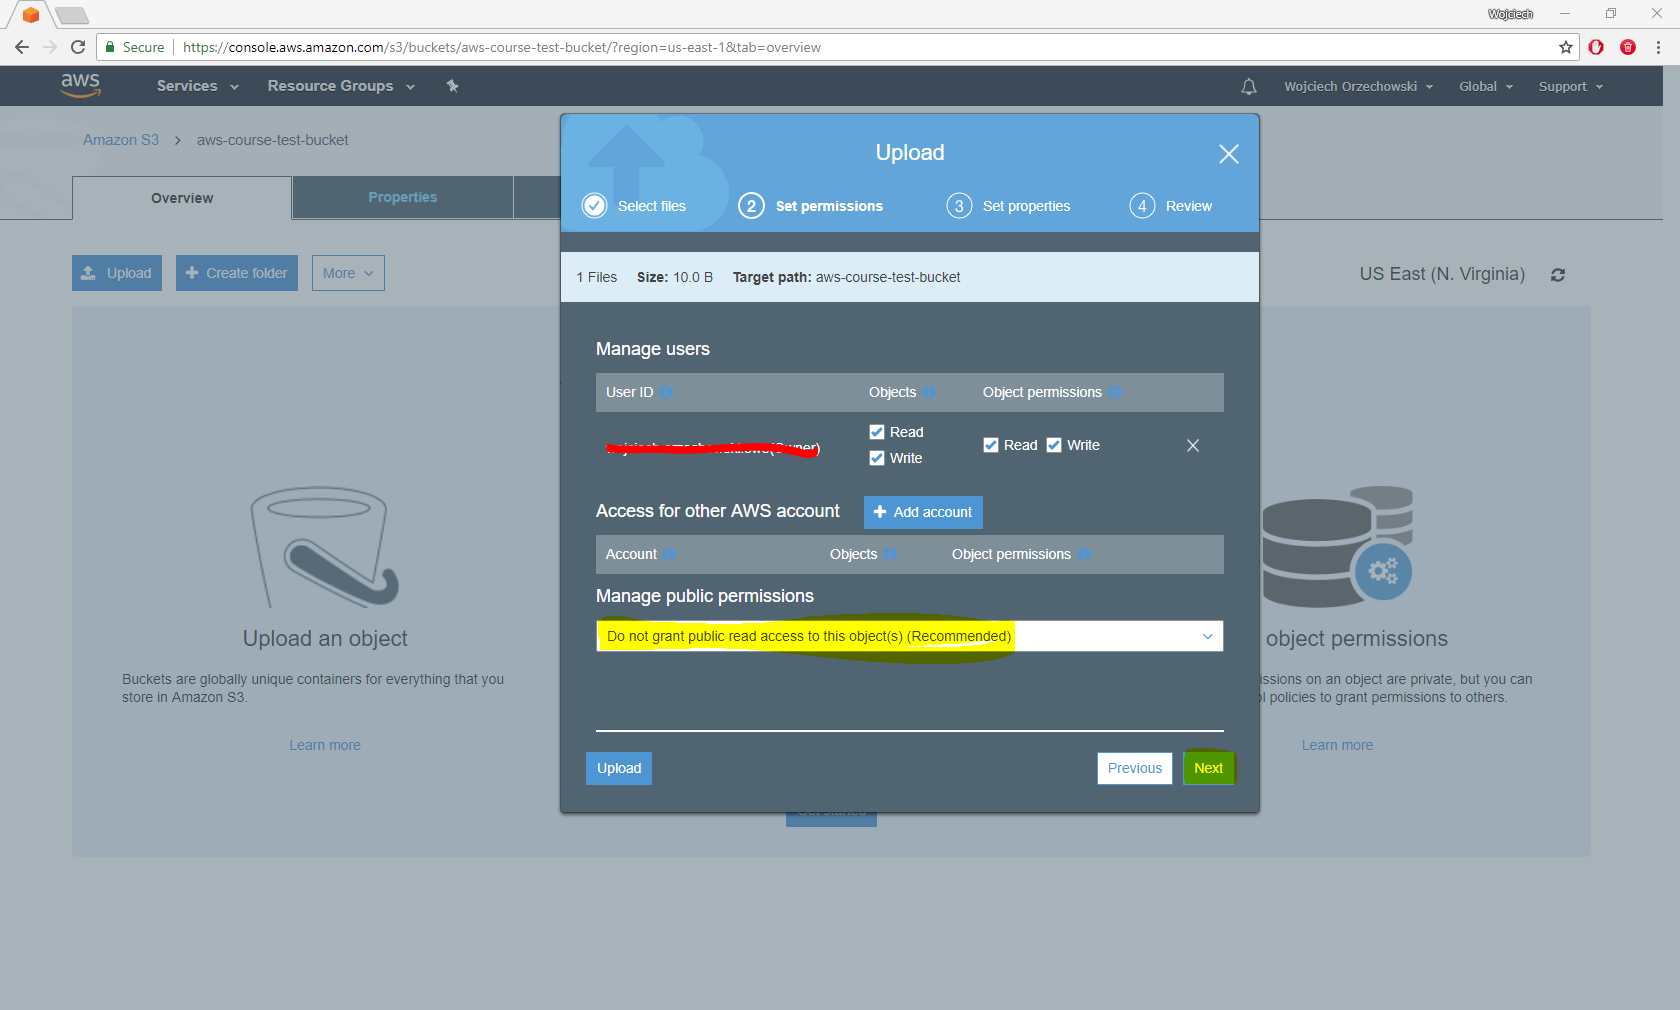 Wojciech
Secure https://console.aws.amazon.com/s3/buckets/aws-course-test-bucket/?region=us-east-1&tab=overview
aws Services Resource Groups Wojciech Orzechowski Global Support
Amazon S3 > aws-course-test-bucket
Overview Properties
Upload Create folder More
US East (N. Virginia)
Upload an object
Buckets are globally unique containers for everything that you
store in Amazon S3.
Learn more
Upload
Select files 2 Set permissions 3 Set properties 4 Review
1 Files Size: 10.0 B Target path: aws-course-test-bucket
Manage users
User ID Objects Object permissions
Read
Write
Read Write
Access for other AWS account + Add account
Account Objects Object permissions
Manage public permissions
Do not grant public read access to this object(s) (Recommended)
Upload Previous Next
object permissions
issions on an object are private, but you can
ol policies to grant permissions to others.
Learn more